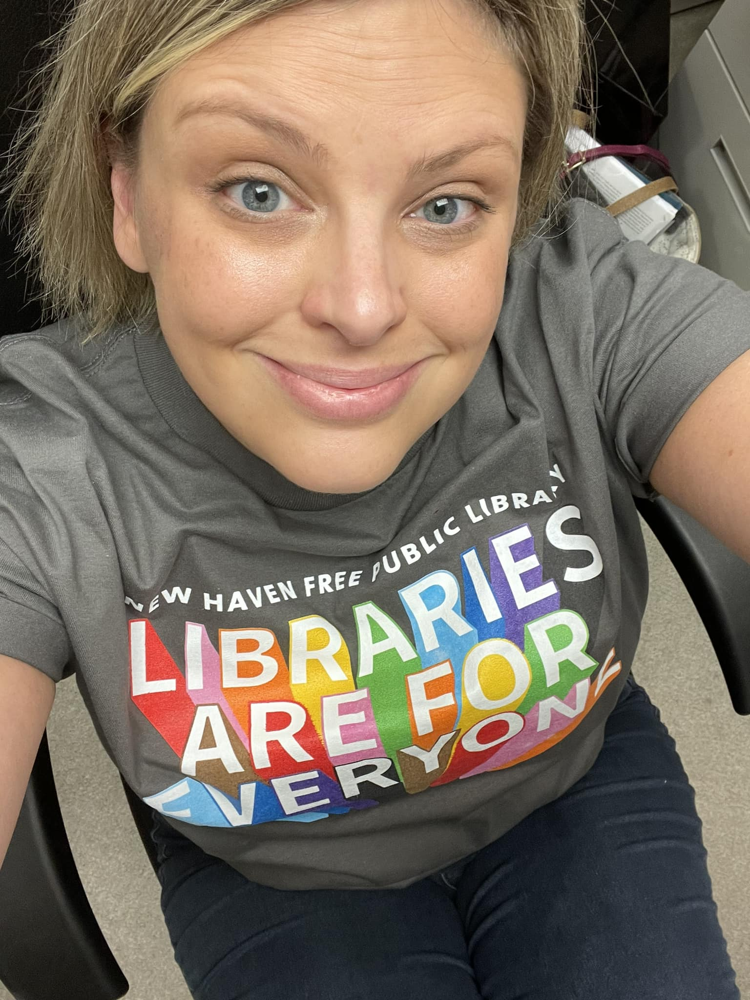 NEW HAVEN FREE PUBLIC LIBRARY
LIBRARIES
ARE FOR
EVERYONE